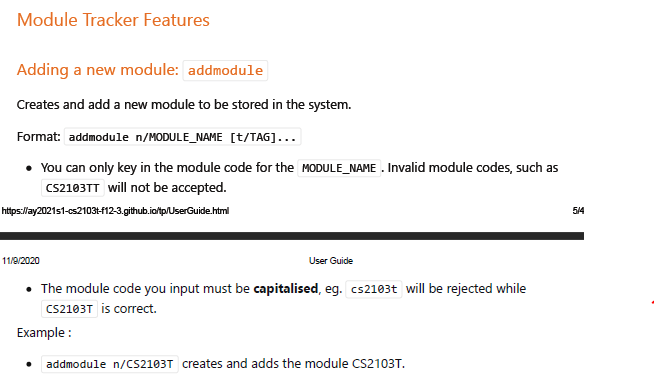 Module Tracker Features
Adding a new module: addmodule
Creates and add a new module to be stored in the system.
Format: addmodule n/MODULE_NAME [t/TAG]...
• You can only key in the module code for the MODULE_NAME . Invalid module codes, such as
CS2103TT will not be accepted.
https://ay2021s1-cs2103t-f12-3.github.io/tp/UserGuide.html 5/4
11/9/2020 User Guide
• The module code you input must be capitalised, eg. cs2103t will be rejected while
CS2103T is correct.
Example :
• addmodule n/CS2103T creates and adds the module CS2103T.